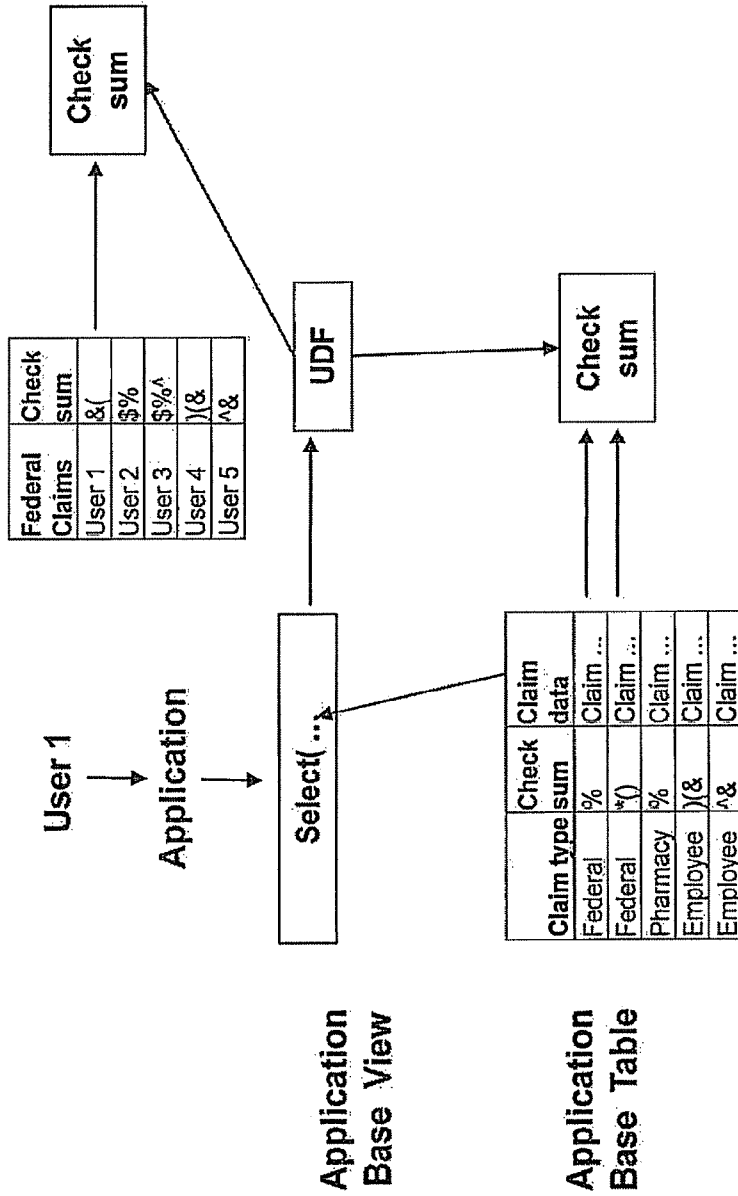 User 1
Application
Federal Claims Check sum
User 1 &(
User 2 $%
User 3 $%^
User 4 )(&
User 5 ^&
Check
sum
Application
Base View
Select( ...
UDF
Application
Base Table
Claim type Check sum Claim data
Federal % Claim ...
Federal *() Claim ...
Pharmacy % Claim ...
Employee )(& Claim ...
Employee ^& Claim ...
Check
sum